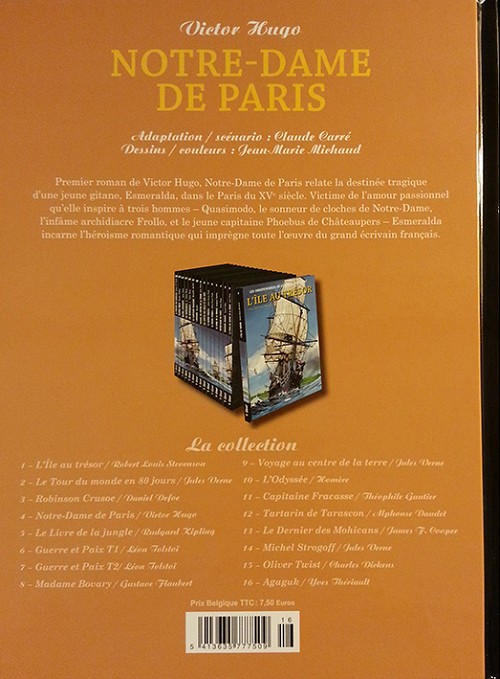 Victor Hugo
NOTRE-DAME
DE PARIS
Adaptation / scénario : Claude Carré
Dessins / couleurs : Jean-Marie Michaud
Premier roman de Victor Hugo, Notre-Dame de Paris relate la destinée tragique
d'une jeune gitane, Esmeralda, dans le Paris du XVe siècle. Victime de l'amour passionnel
qu'elle inspire à trois hommes – Quasimodo, le sonneur de cloches de Notre-Dame,
l'infâme archidiacre Frollo, et le jeune capitaine Phoebus de Châteaupers – Esmeralda
incarne l'héroïsme romantique qui imprègne toute l'œuvre du grand écrivain français.
L'ÎLE AU TRÉSOR
La collection
1 – L'Île au trésor / Robert Louis Stevenson
2 – Le Tour du monde en 80 jours / Jules Verne
3 – Robinson Crusoe / Daniel Defoe
4 – Notre-Dame de Paris / Victor Hugo
5 – Le Livre de la jungle / Rudyard Kipling
6 – Guerre et Paix T1 / Léon Tolstoï
7 – Guerre et Paix T2/ Léon Tolstoï
8 – Madame Bovary / Gustave Flaubert
9 – Voyage au centre de la terre / Jules Verne
10 – L'Odyssée / Homère
11 – Capitaine Fracasse / Théophile Gautier
12 – Tartarin de Tarascon / Alphonse Daudet
13 – Le Dernier des Mohicans / James F. Cooper
14 – Michel Strogoff / Jules Verne
15 – Oliver Twist / Charles Dickens
16 – Agaguk / Yves Thériault
Prix Belgique TTC : 7,50 Euros
16
5 413635 777509